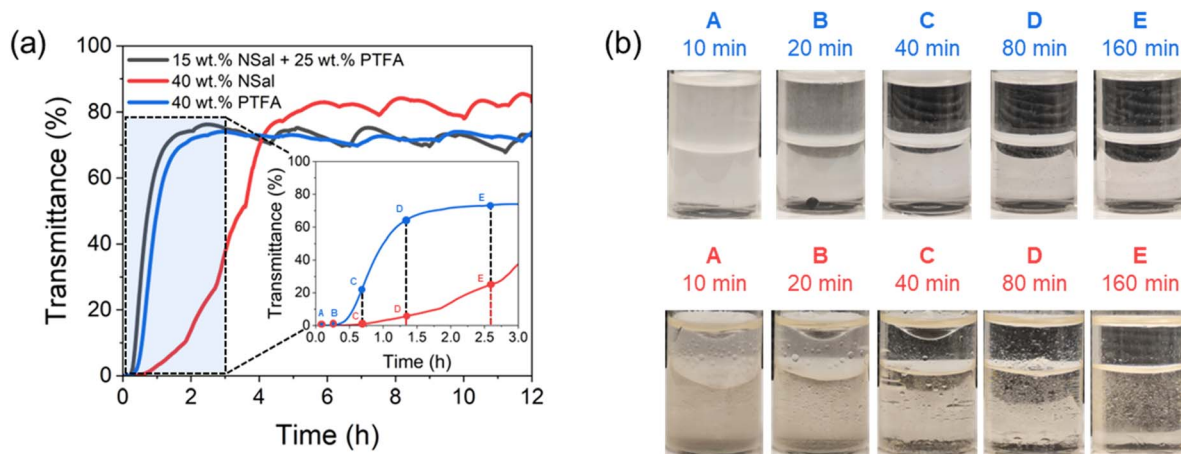 (a)
100
80
60
40
20
0
Transmittance (%)
15 wt.% NSal + 25 wt.% PTFA
40 wt.% NSal
40 wt.% PTFA
0 2 4 6 8 10 12
Time (h)
100
80
60
40
20
0
Transmittance (%)
A B C D E
C D E
0.0 0.5 1.0 1.5 2.0 2.5 3.0
Time (h)
(b)
A B C D E
10 min 20 min 40 min 80 min 160 min
A B C D E
10 min 20 min 40 min 80 min 160 min